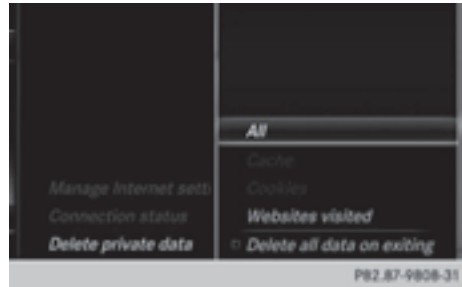 All
Cache
Cookies
Manage Internet setti
Connection status
Websites visited
Delete private data
Delete all data on exiting
P82.87-9808-31